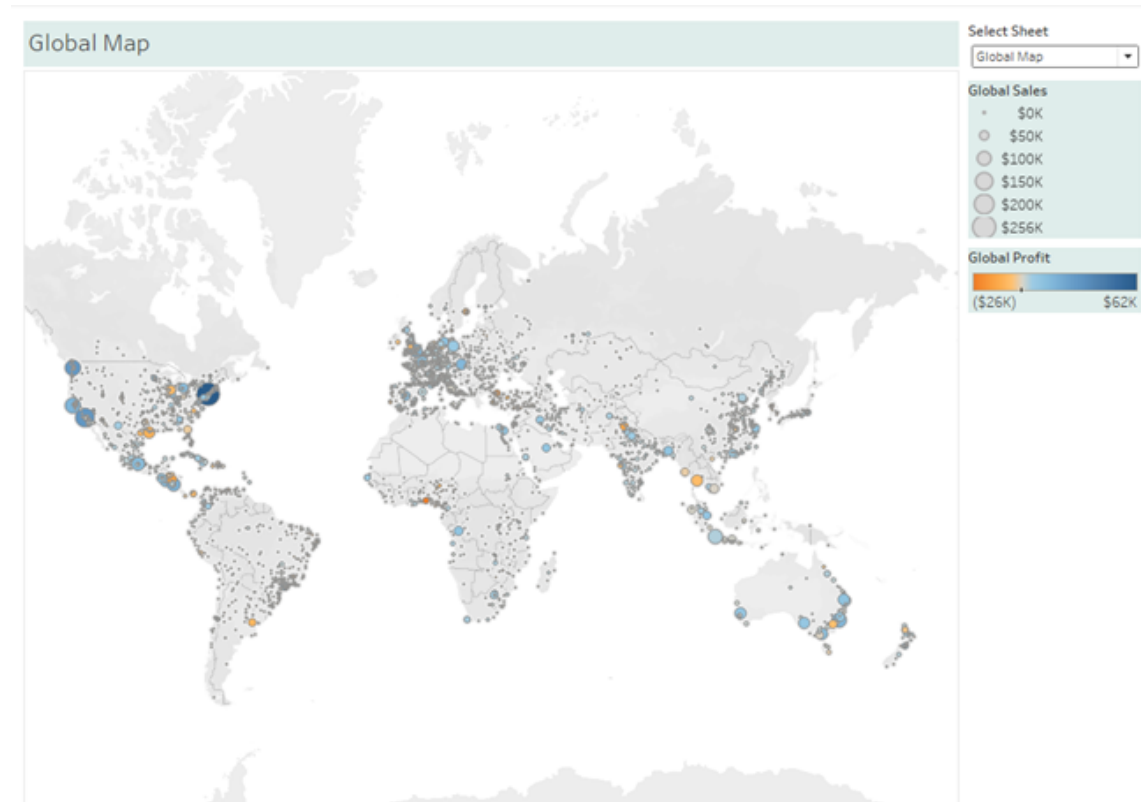 Global Map
Select Sheet
Global Map
Global Sales
$0K
$50K
$100K
$150K
$200K
$256K
Global Profit
($26K) $62K